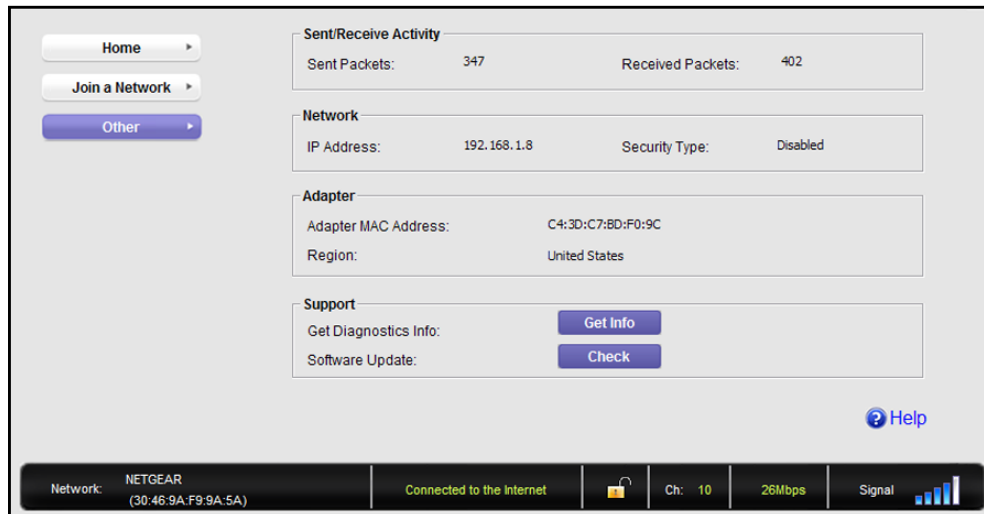 Home
Join a Network
Other
Sent/Receive Activity
Sent Packets: 347 Received Packets: 402
Network
IP Address: 192.168.1.8 Security Type: Disabled
Adapter
Adapter MAC Address: C4:3D:C7:BD:F0:9C
Region: United States
Support
Get Diagnostics Info: Get Info
Software Update: Check
? Help
Network: NETGEAR
(30:46:9A:F9:9A:5A)
Connected to the Internet
Ch: 10
26Mbps
Signal